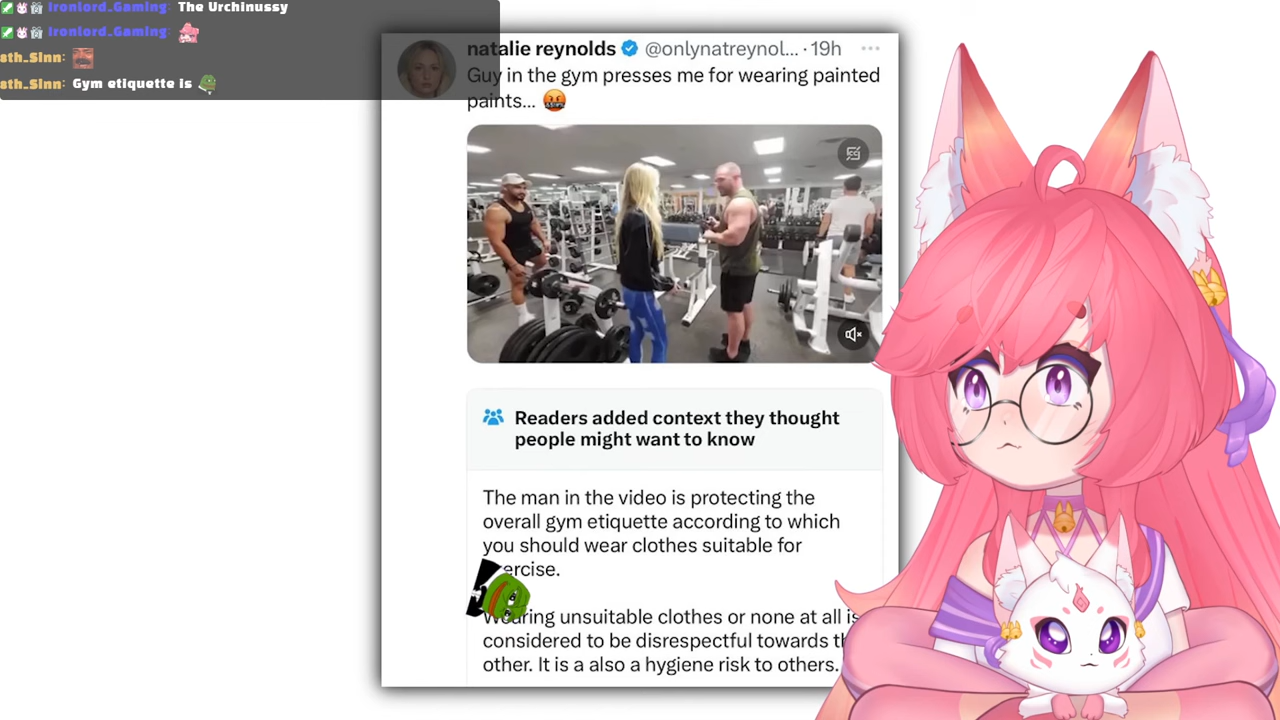 Ironlord_Gaming: The Urchinussy
Ironlord_Gaming:
ath_Sinn:
ath_Sinn: Gym etiquette is
natalie reynolds @onlynatreynol... · 19h
Guy in the gym presses me for wearing painted
paints...
Readers added context they thought
people might want to know
The man in the video is protecting the
overall gym etiquette according to which
you should wear clothes suitable for
ercise.
Wearing unsuitable clothes or none at all is
considered to be disrespectful towards th
other. It is a also a hygiene risk to others.